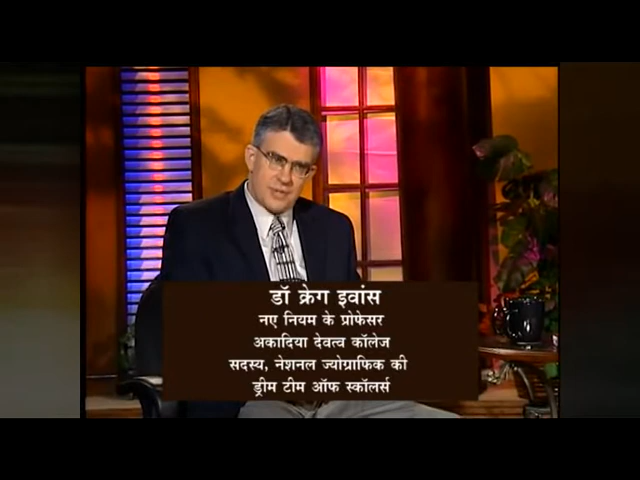 डॉ क्रेग इवांस
नए नियम के प्रोफेसर
अकादिया देवत्व कॉलेज
सदस्य, नेशनल ज्योग्राफिक की
ड्रीम टीम ऑफ स्कॉलर्स